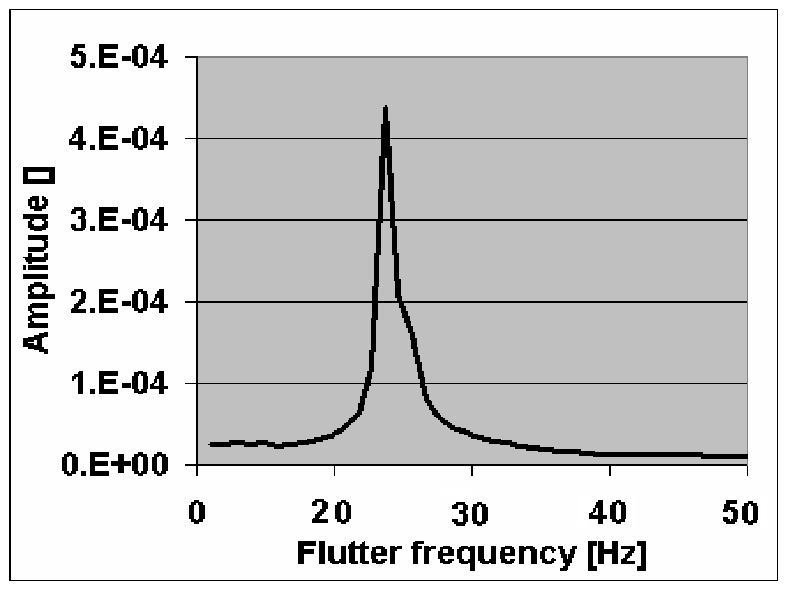 5.E-04
4.E-04
3.E-04
2.E-04
1.E-04
0.E+00
Amplitude []
0 20 30 40 50
Flutter frequency [Hz]